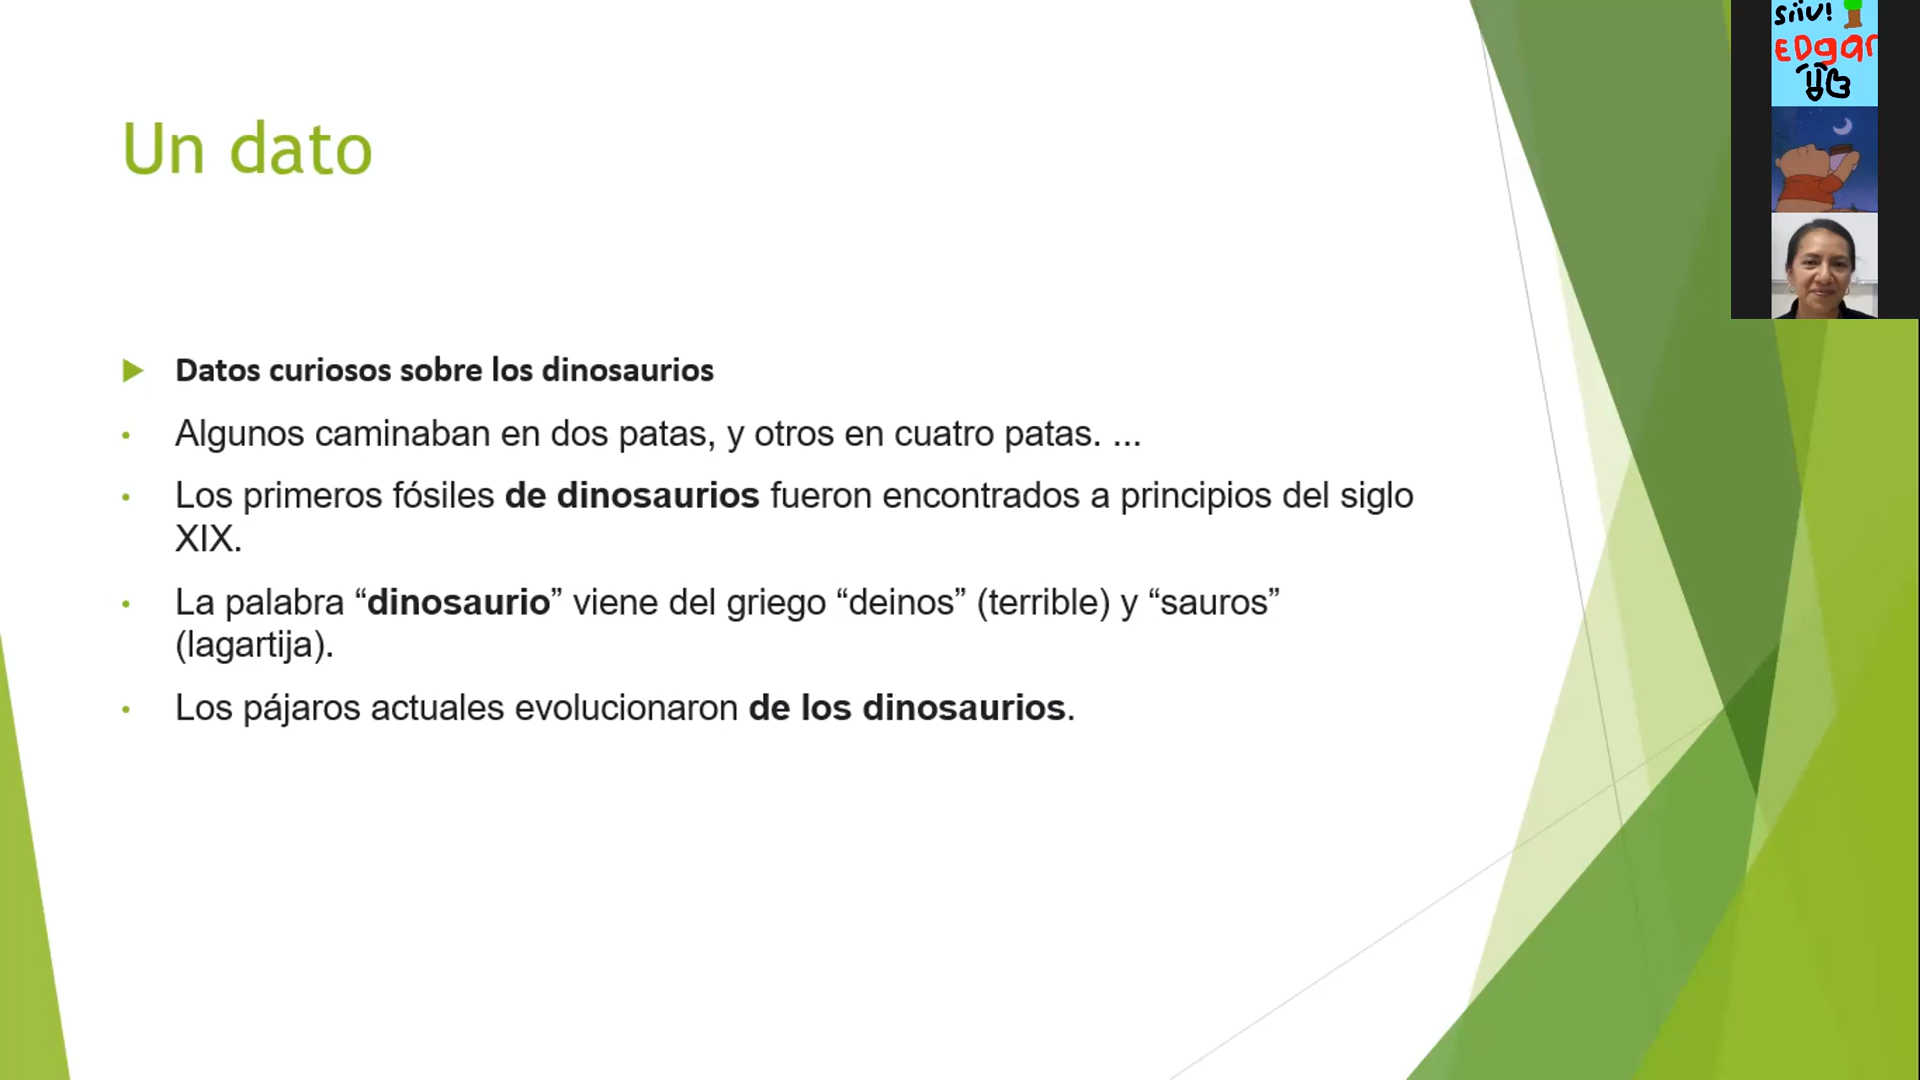 Un dato
Datos curiosos sobre los dinosaurios
Algunos caminaban en dos patas, y otros en cuatro patas. ...
Los primeros fósiles de dinosaurios fueron encontrados a principios del siglo
XIX.
La palabra “dinosaurio” viene del griego “deinos” (terrible) y “sauros”
(lagartija).
Los pájaros actuales evolucionaron de los dinosaurios.
siiu!
EDgar